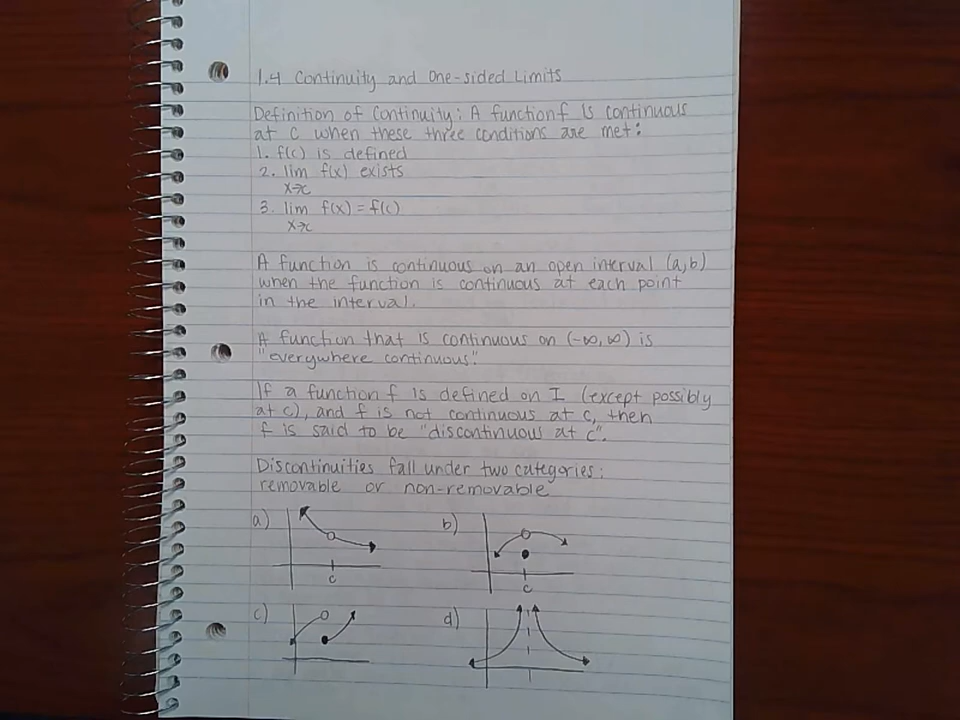 1.4 Continuity and One-sided Limits
Definition of Continuity: A function f is continuous
at c when these three conditions are met:
1. f(c) is defined
2. lim f(x) exists
x→c
3. lim f(x) = f(c)
x→c
A function is continuous on an open interval (a,b)
when the function is continuous at each point
in the interval.
A function that is continuous on (-∞,∞) is
"everywhere continuous".
If a function f is defined on I (except possibly
at c), and f is not continuous at c, then
f is said to be "discontinuous at c".
Discontinuities fall under two categories:
removable or non-removable
a) b)
c c
c) d)